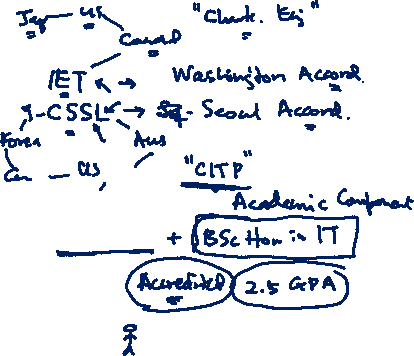 Jap US "Chart. Eng"
Canad
IET → Washington Accord.
J-CSSL → Seoul Accord.
Korea Aus
Can US "CITP"
Academic Component
+ BSc Hon in IT
Accredited 2.5 GPA